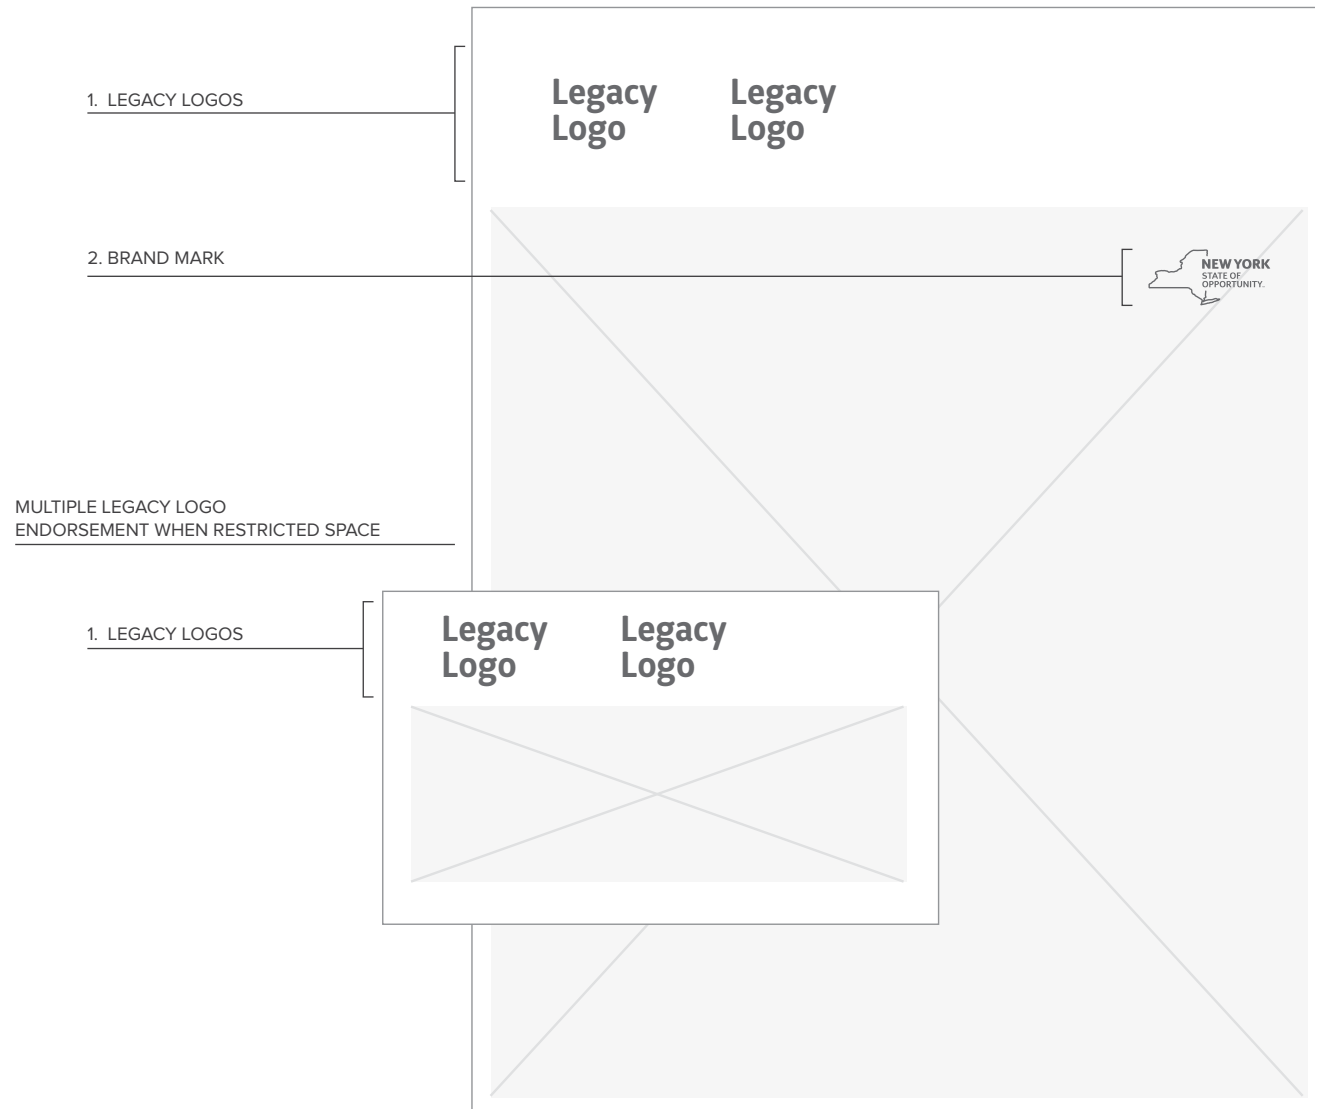 1. LEGACY LOGOS
Legacy Legacy
Logo Logo
2. BRAND MARK
NEW YORK
STATE OF
OPPORTUNITY™
MULTIPLE LEGACY LOGO
ENDORSEMENT WHEN RESTRICTED SPACE
1. LEGACY LOGOS
Legacy Legacy
Logo Logo